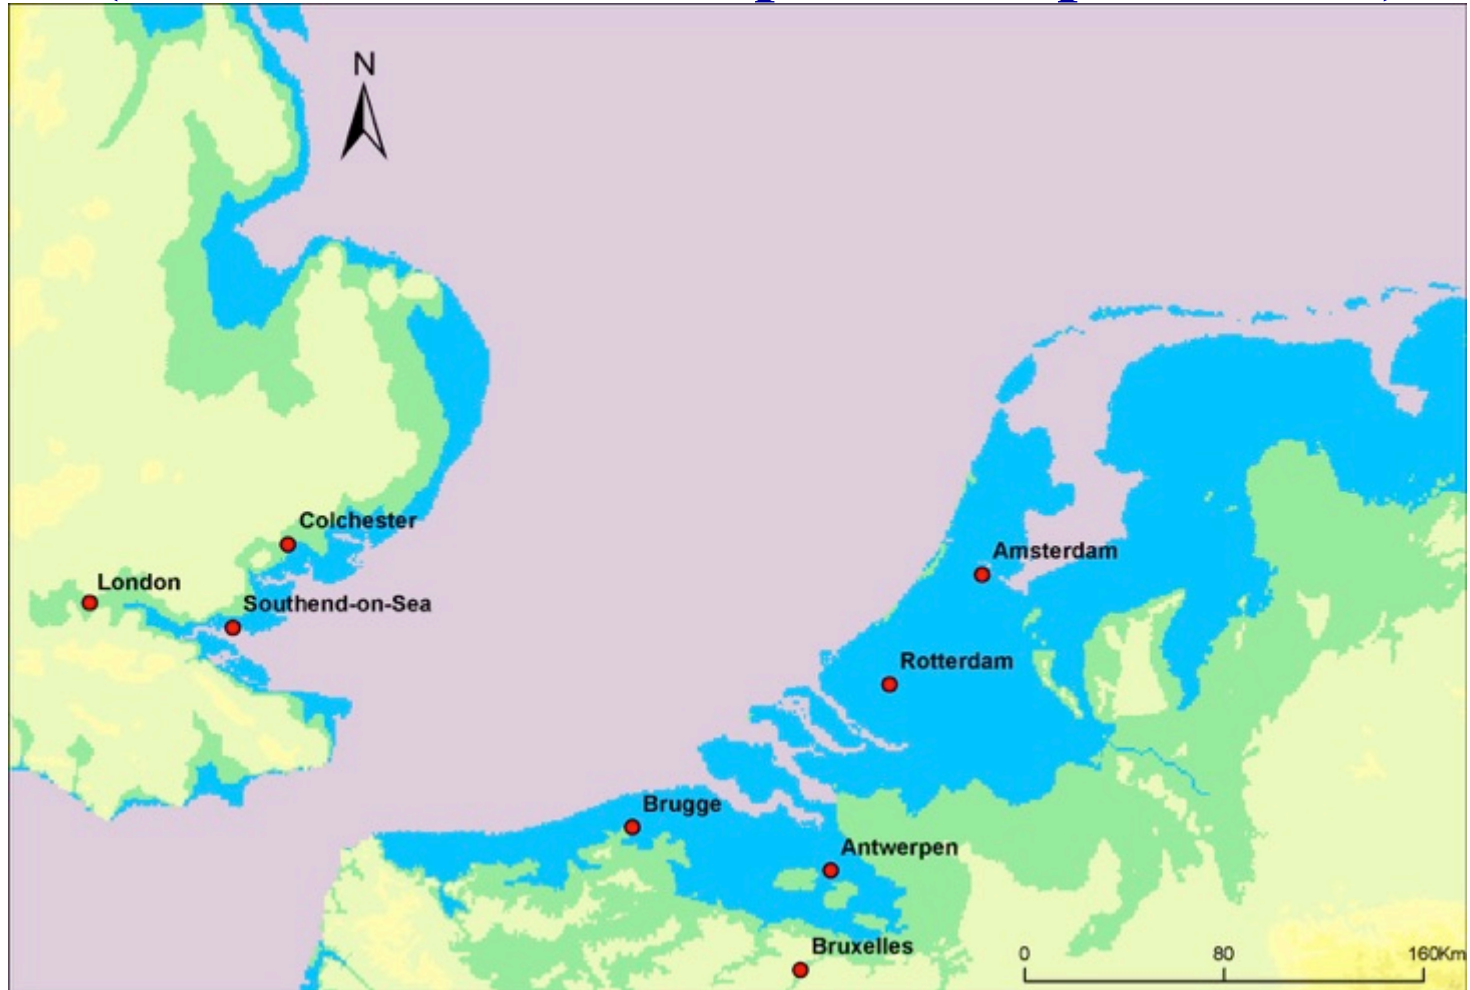 N
Colchester
London
Southend-on-Sea
Amsterdam
Rotterdam
Brugge
Antwerpen
Bruxelles
0 80 160Km